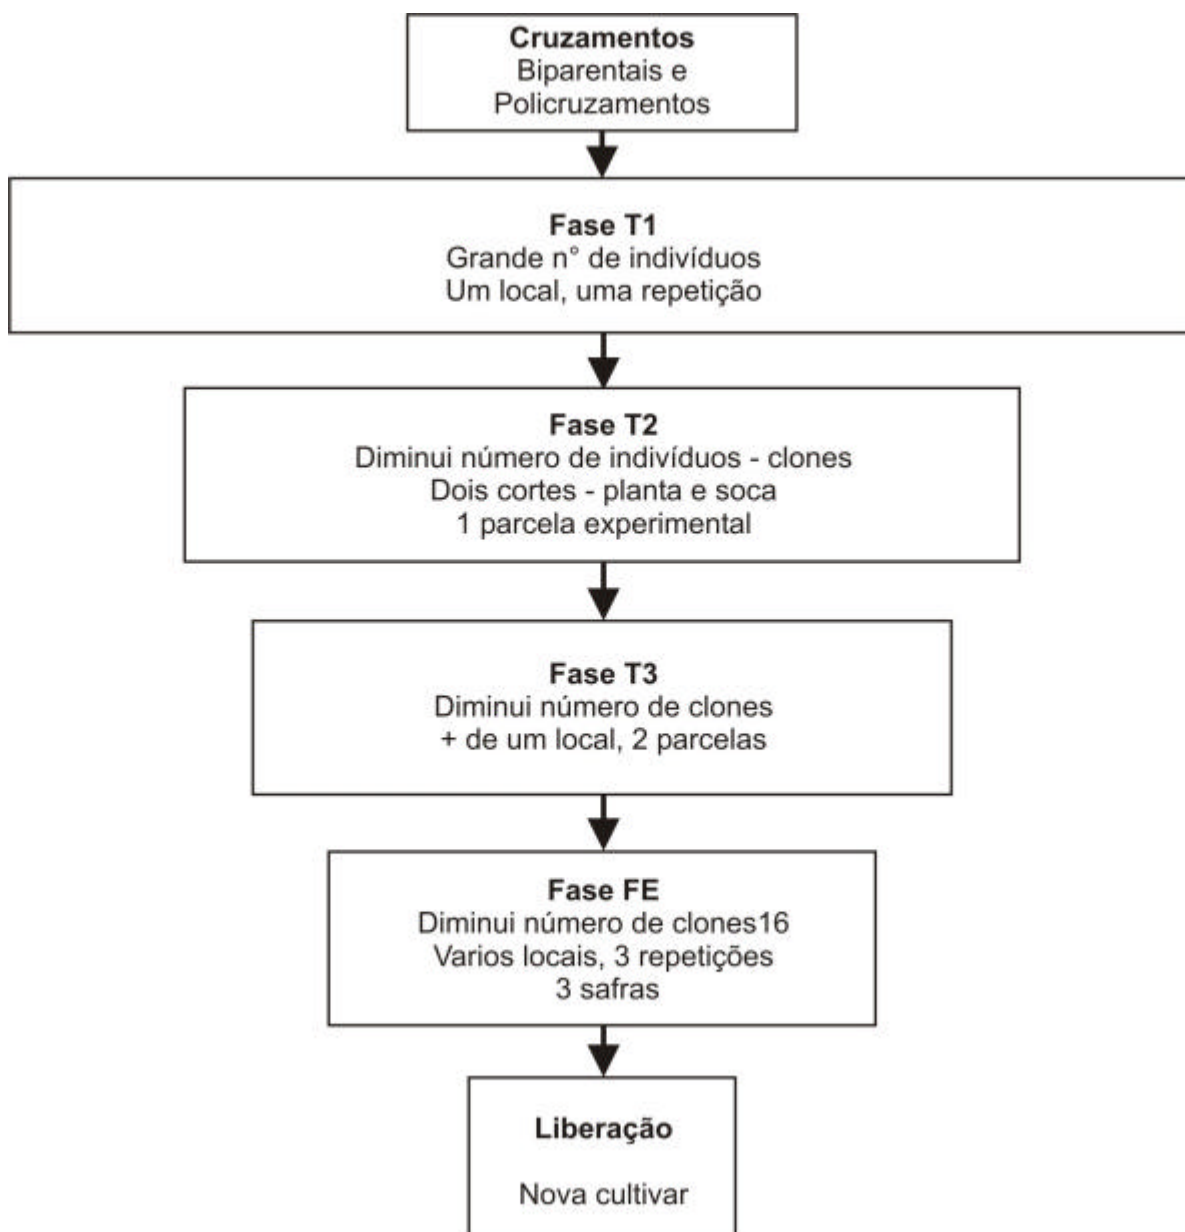 Cruzamentos
Biparentais e
Policruzamentos
Fase T1
Grande n° de indivíduos
Um local, uma repetição
Fase T2
Diminui número de indivíduos - clones
Dois cortes - planta e soca
1 parcela experimental
Fase T3
Diminui número de clones
+ de um local, 2 parcelas
Fase FE
Diminui número de clones16
Varios locais, 3 repetições
3 safras
Liberação
Nova cultivar